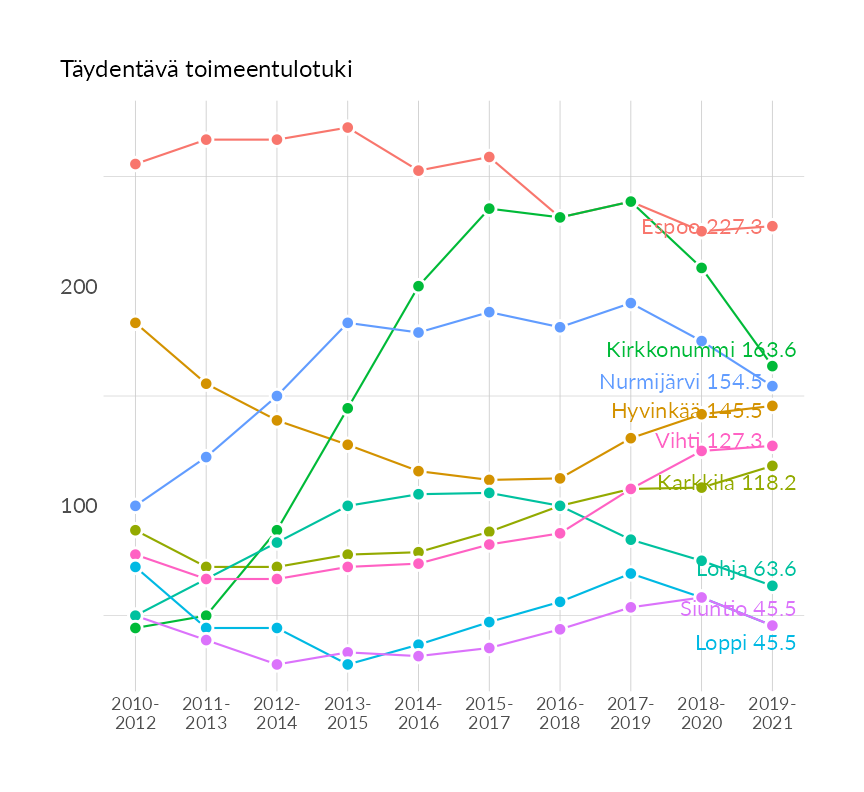 Täydentävä toimeentulotuki
Espoo 227.3
200
Kirkkonummi 163.6
Nurmijärvi 154.5
Hyvinkää 145.5
Vihti 127.3
Karkkila 118.2
100
Lohja 63.6
Siuntio 45.5
Loppi 45.5
2010- 2011- 2012- 2013- 2014- 2015- 2016- 2017- 2018- 2019-
2012 2013 2014 2015 2016 2017 2018 2019 2020 2021